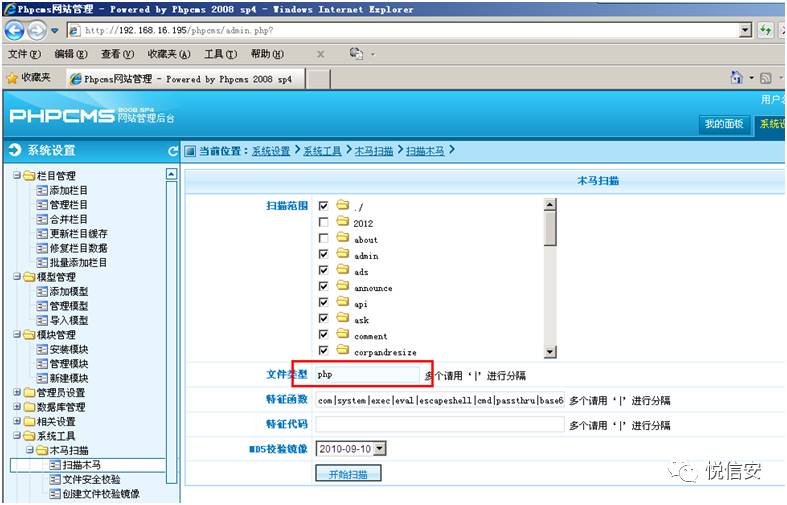 Phpcms网站管理 - Powered by Phpcms 2008 sp4 - Windows Internet Explorer
http://192.168.16.195/phpcms/admin.php?
文件(F) 编辑(E) 查看(V) 收藏夹(A) 工具(T) 帮助(H) x
收藏夹 Phpcms网站管理 - Powered by Phpcms 2008 sp4
PHPCMS 2008 SP4 网站管理后台
用户名
我的面板 系统设
系统设置
当前位置：系统设置 > 系统工具 > 木马扫描 > 扫描木马 >
栏目管理
添加栏目
管理栏目
合并栏目
更新栏目缓存
修复栏目数据
批量添加栏目
模型管理
添加模型
管理模型
导入模型
模块管理
安装模块
管理模块
新建模块
管理员设置
数据库管理
相关设置
系统工具
木马扫描
扫描木马
文件安全校验
创建文件校验镜像
木马扫描
扫描范围 ./
2012
about
admin
ads
announce
api
ask
comment
corpandresize
文件类型 php 多个请用‘|’进行分隔
特征函数 com|system|exec|eval|escapeshell|cmd|passthru|base6 多个请用‘|’进行分隔
特征代码 多个请用‘|’进行分隔
MD5校验镜像 2010-09-10
开始扫描
悦信安